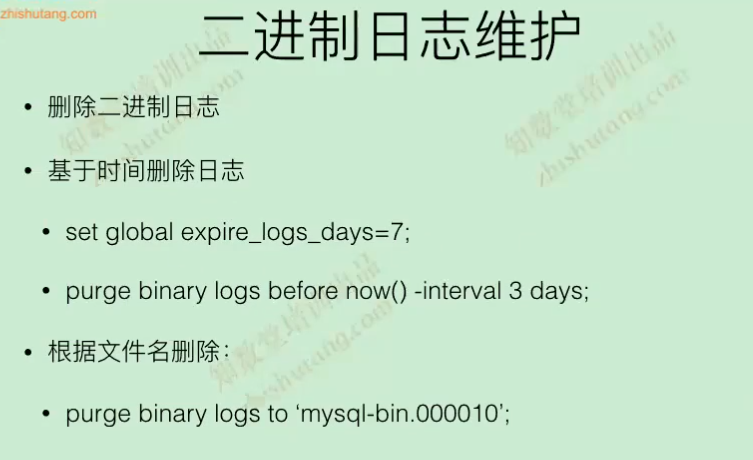 zhishutang.com
二进制日志维护
• 删除二进制日志
• 基于时间删除日志
• set global expire_logs_days=7;
• purge binary logs before now() -interval 3 days;
• 根据文件名删除：
• purge binary logs to ‘mysql-bin.000010’;
知数堂培训出品
zhishutang.com
知数堂培训出品
zhishutang.com
知数堂培训出品
zhishutang.com